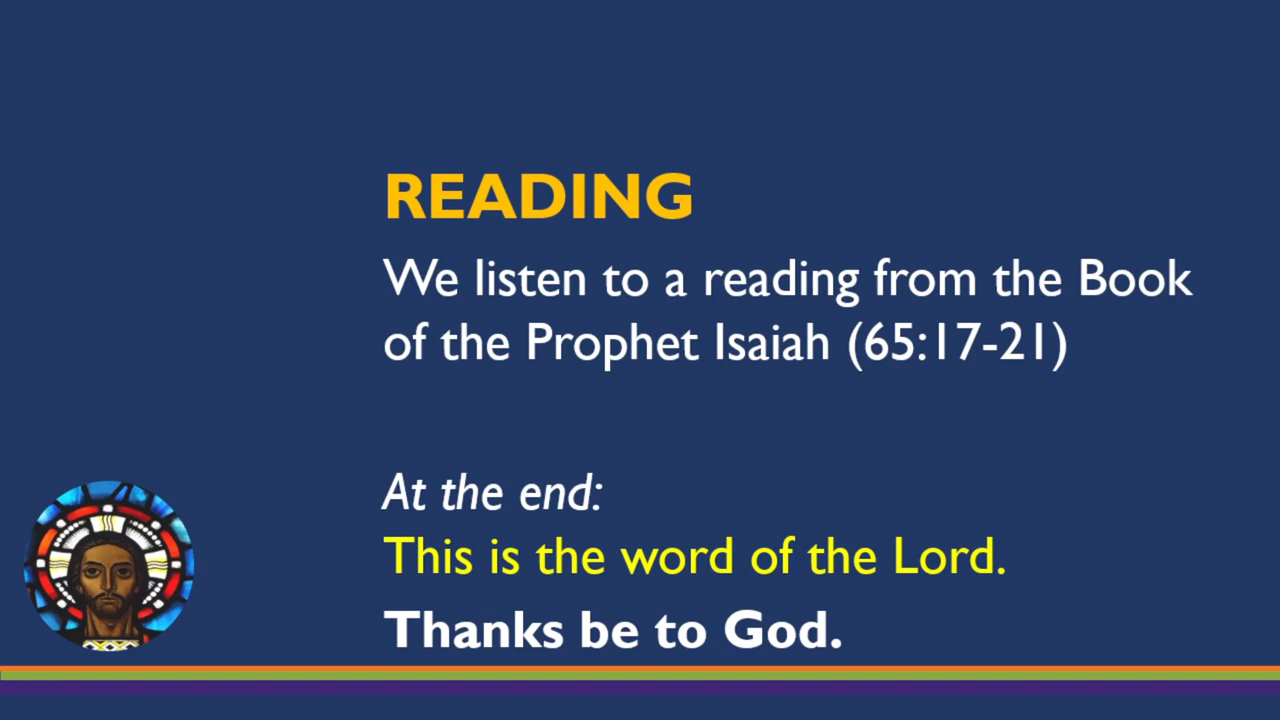 READING
We listen to a reading from the Book
of the Prophet Isaiah (65:17-21)
At the end:
This is the word of the Lord.
Thanks be to God.